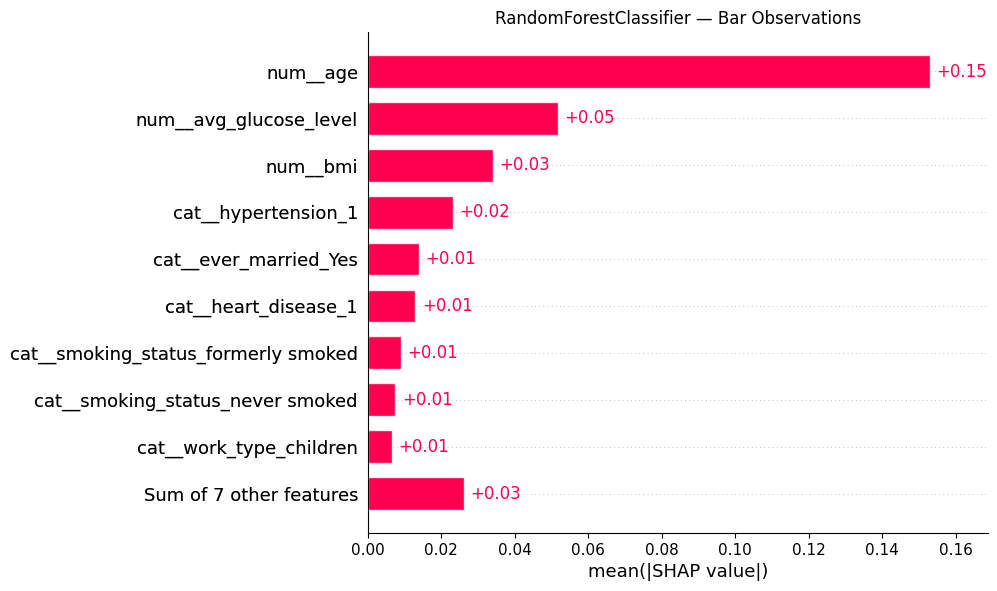 RandomForestClassifier — Bar Observations
num__age
+0.15
num__avg_glucose_level
+0.05
num__bmi
+0.03
cat__hypertension_1
+0.02
cat__ever_married_Yes
+0.01
cat__heart_disease_1
+0.01
cat__smoking_status_formerly smoked
+0.01
cat__smoking_status_never smoked
+0.01
cat__work_type_children
+0.01
Sum of 7 other features
+0.03
0.00 0.02 0.04 0.06 0.08 0.10 0.12 0.14 0.16
mean(|SHAP value|)